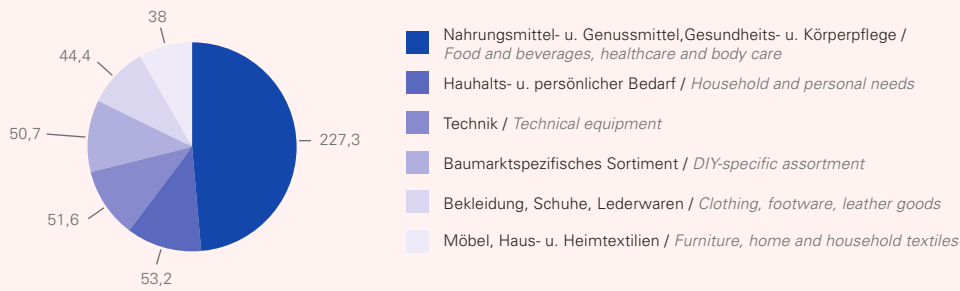 38
44,4
50,7
51,6
53,2
227,3
Nahrungsmittel- u. Genussmittel,Gesundheits- u. Körperpflege /
Food and beverages, healthcare and body care
Hauhalts- u. persönlicher Bedarf / Household and personal needs
Technik / Technical equipment
Baumarktspezifisches Sortiment / DIY-specific assortment
Bekleidung, Schuhe, Lederwaren / Clothing, footware, leather goods
Möbel, Haus- u. Heimtextilien / Furniture, home and household textiles